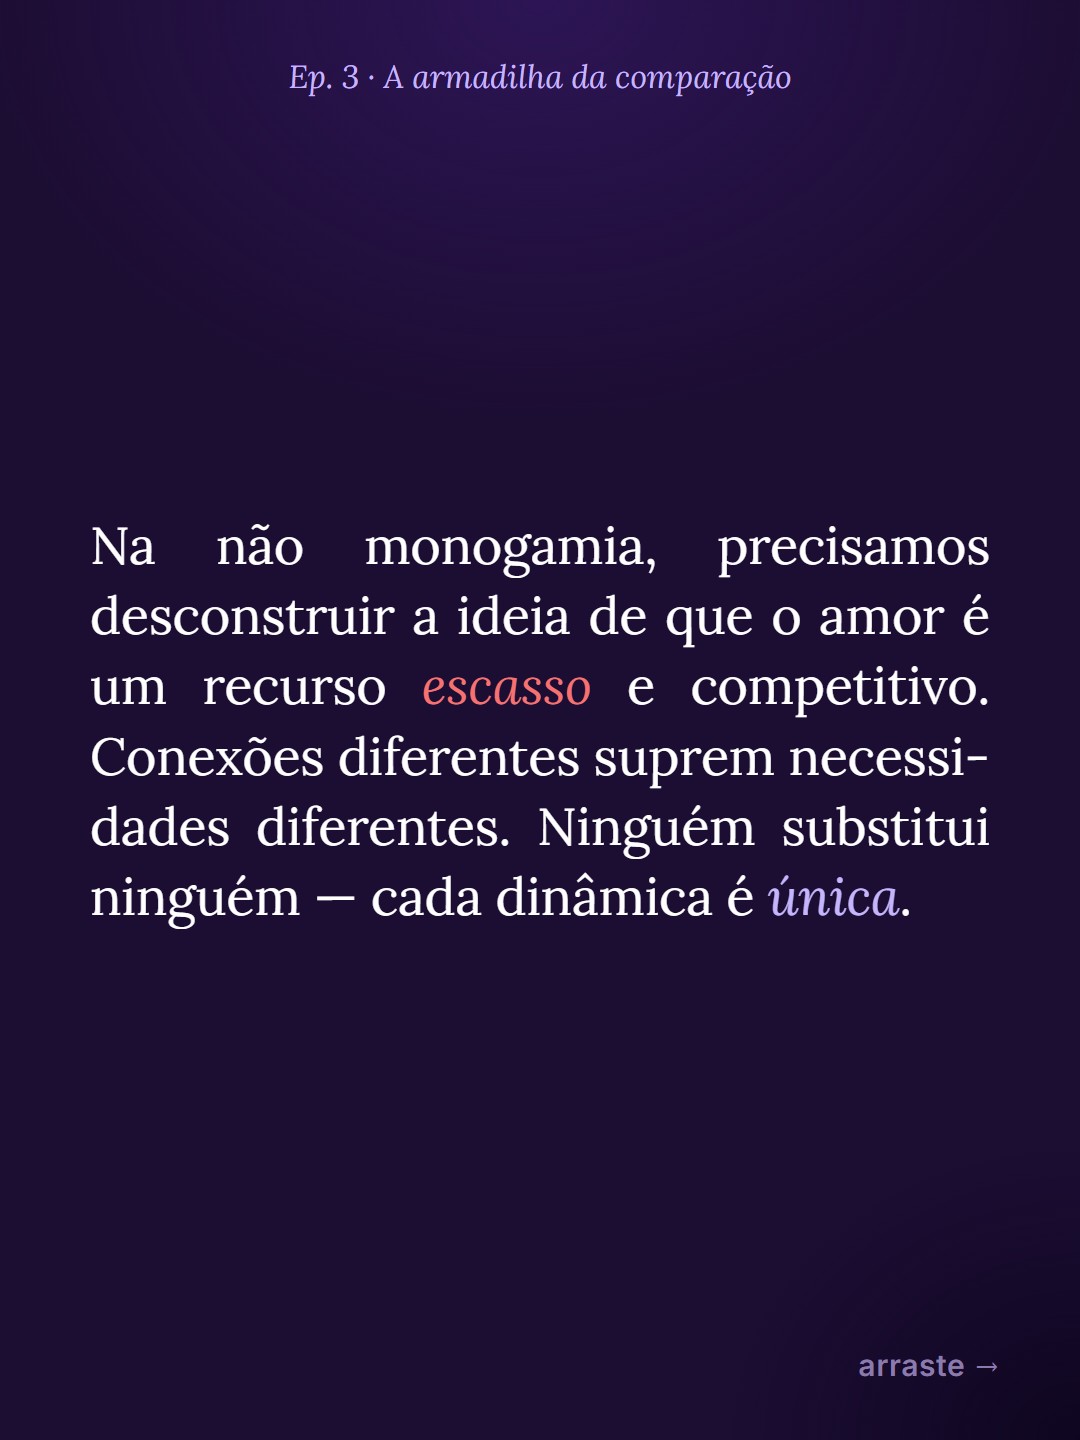 Ep. 3 · A armadilha da comparação
Na não monogamia, precisamos
desconstruir a ideia de que o amor é
um recurso escasso e competitivo.
Conexões diferentes suprem necessi-
dades diferentes. Ninguém substitui
ninguém — cada dinâmica é única.
arraste →